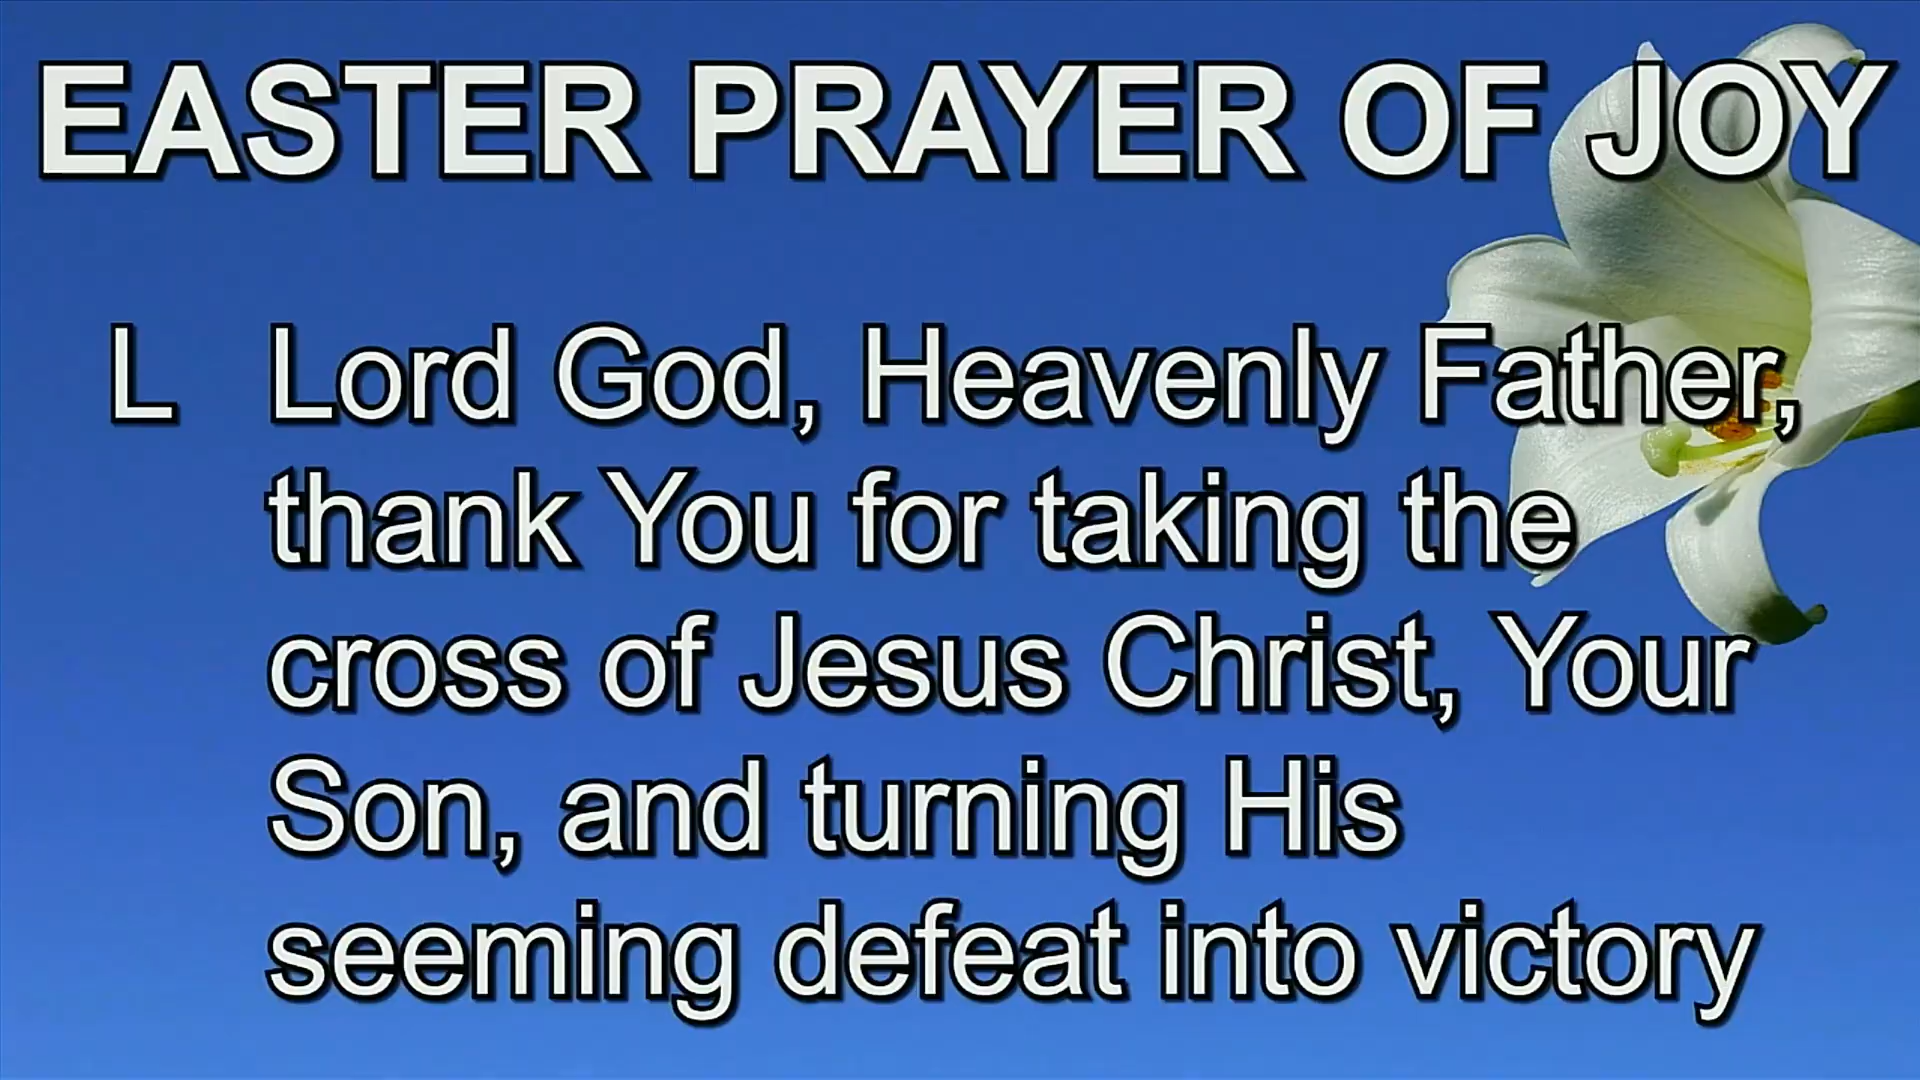 EASTER PRAYER OF JOY
L Lord God, Heavenly Father,
thank You for taking the
cross of Jesus Christ, Your
Son, and turning His
seeming defeat into victory